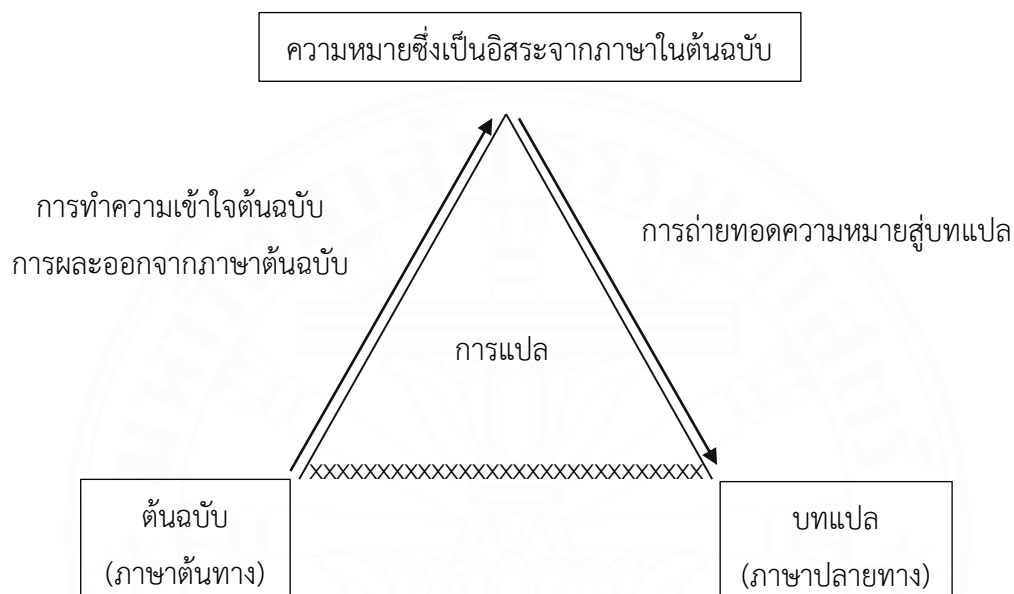 ความหมายซึ่งเป็นอิสระจากภาษาในต้นฉบับ
การทำความเข้าใจต้นฉบับ
การผละออกจากภาษาต้นฉบับ
การถ่ายทอดความหมายสู่บทแปล
การแปล
xxxxxxxxxxxxxxxxxxxxxxxxxxxxx
ต้นฉบับ
(ภาษาต้นทาง)
บทแปล
(ภาษาปลายทาง)